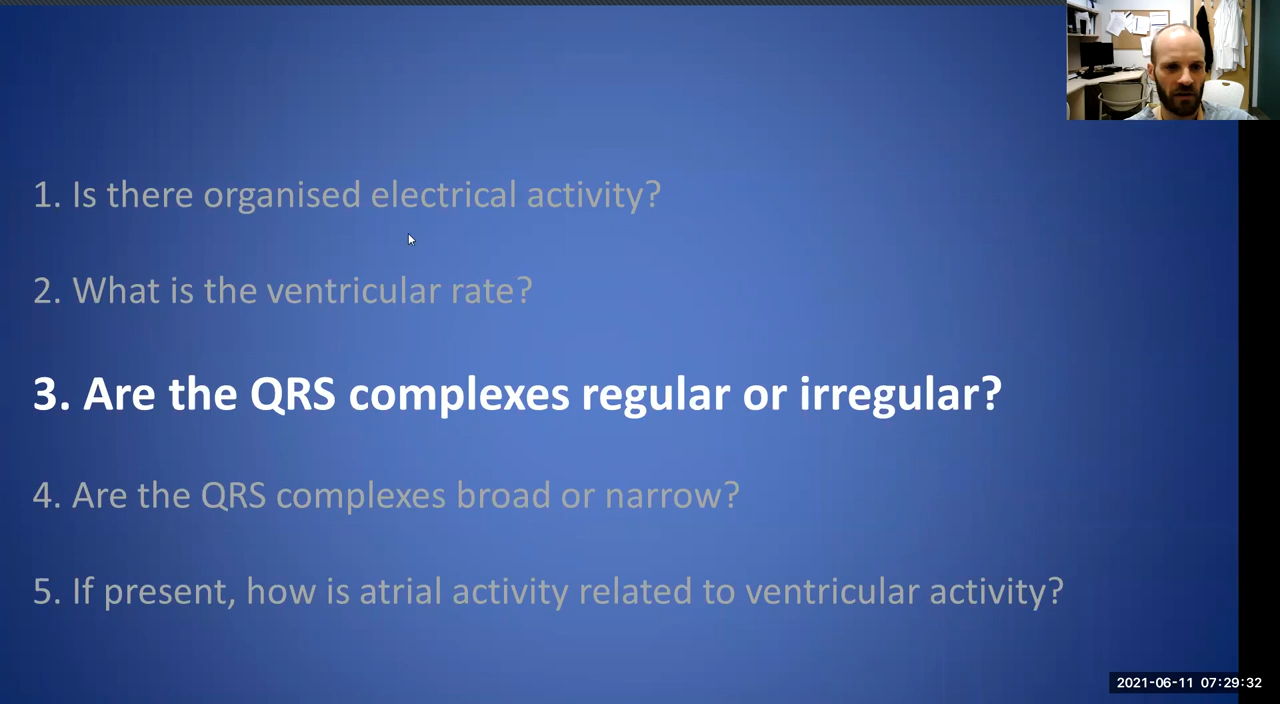 1. Is there organised electrical activity?
2. What is the ventricular rate?
3. Are the QRS complexes regular or irregular?
4. Are the QRS complexes broad or narrow?
5. If present, how is atrial activity related to ventricular activity?
2021-06-11 07:29:32